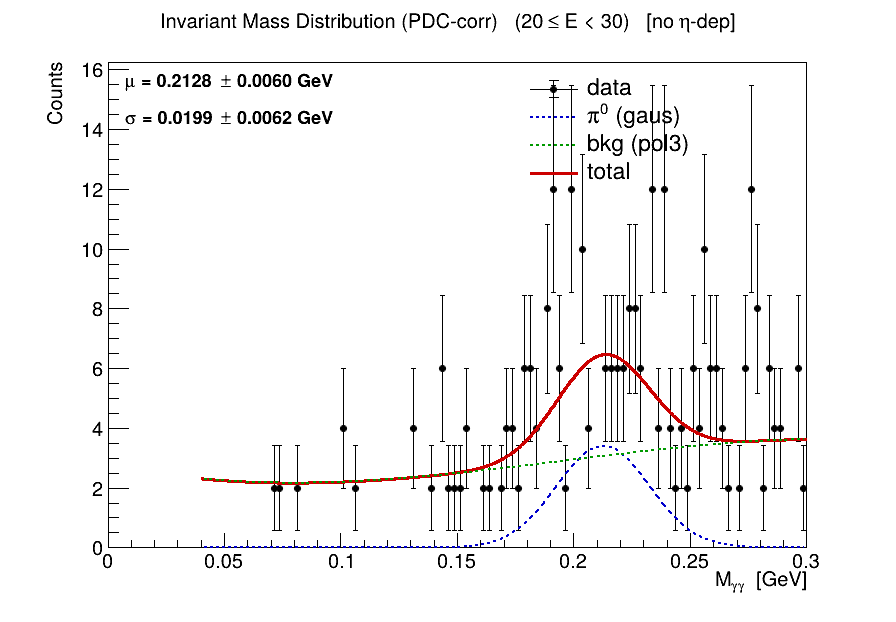 Invariant Mass Distribution (PDC-corr)   (20 ≤ E < 30)   [no η-dep]
Counts
16
14
12
10
8
6
4
2
0
μ = 0.2128 ± 0.0060 GeV
σ = 0.0199 ± 0.0062 GeV
data
π⁰ (gaus)
bkg (pol3)
total
0 0.05 0.1 0.15 0.2 0.25 0.3
Mγγ [GeV]